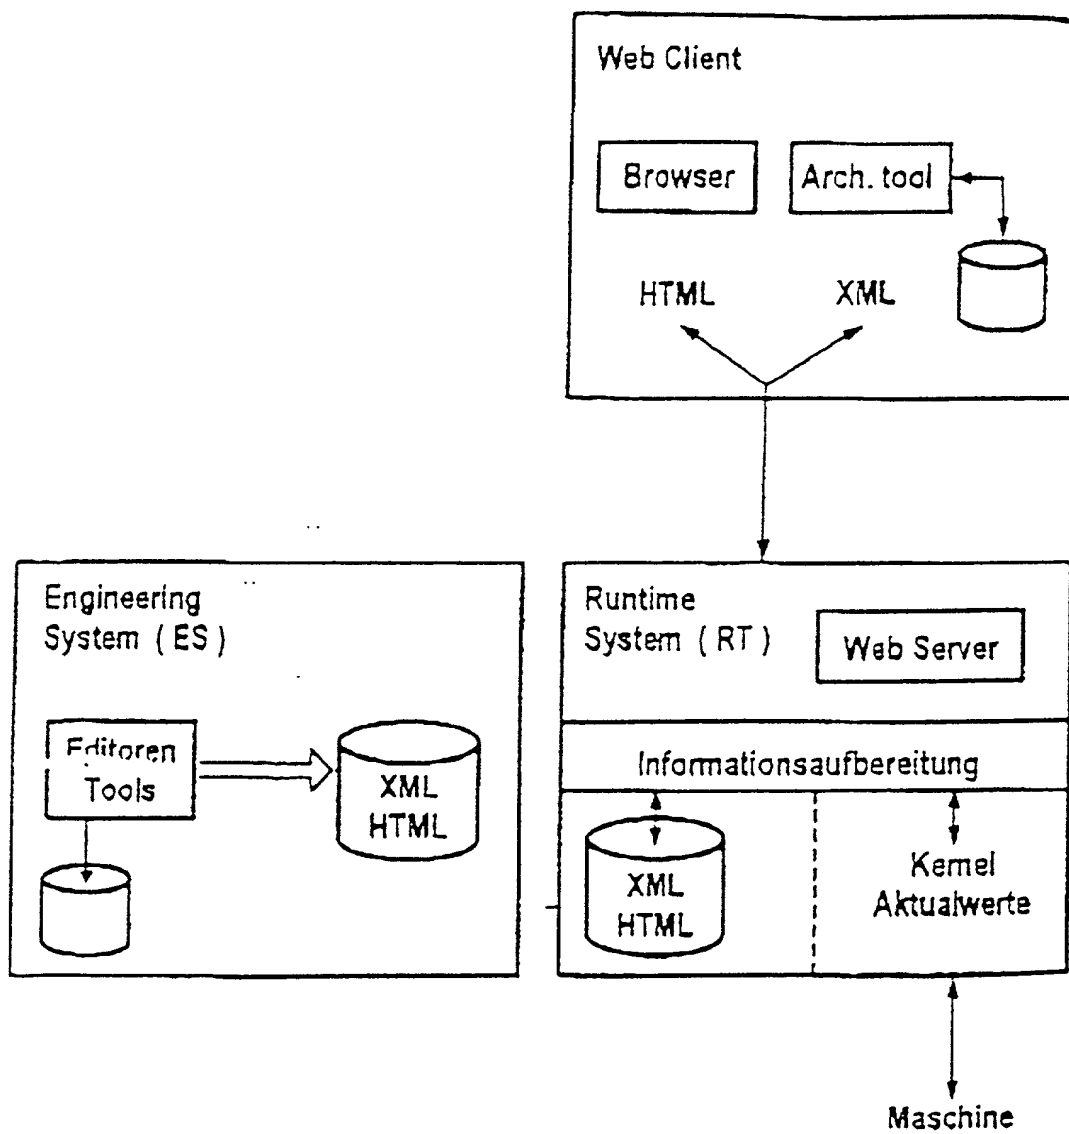 Web Client
Browser
Arch. tool
HTML
XML
Engineering
System ( ES )
Editoren
Tools
XML
HTML
Runtime
System ( RT )
Web Server
Informationsaufbereitung
XML
HTML
Kernel
Aktualwerte
Maschine